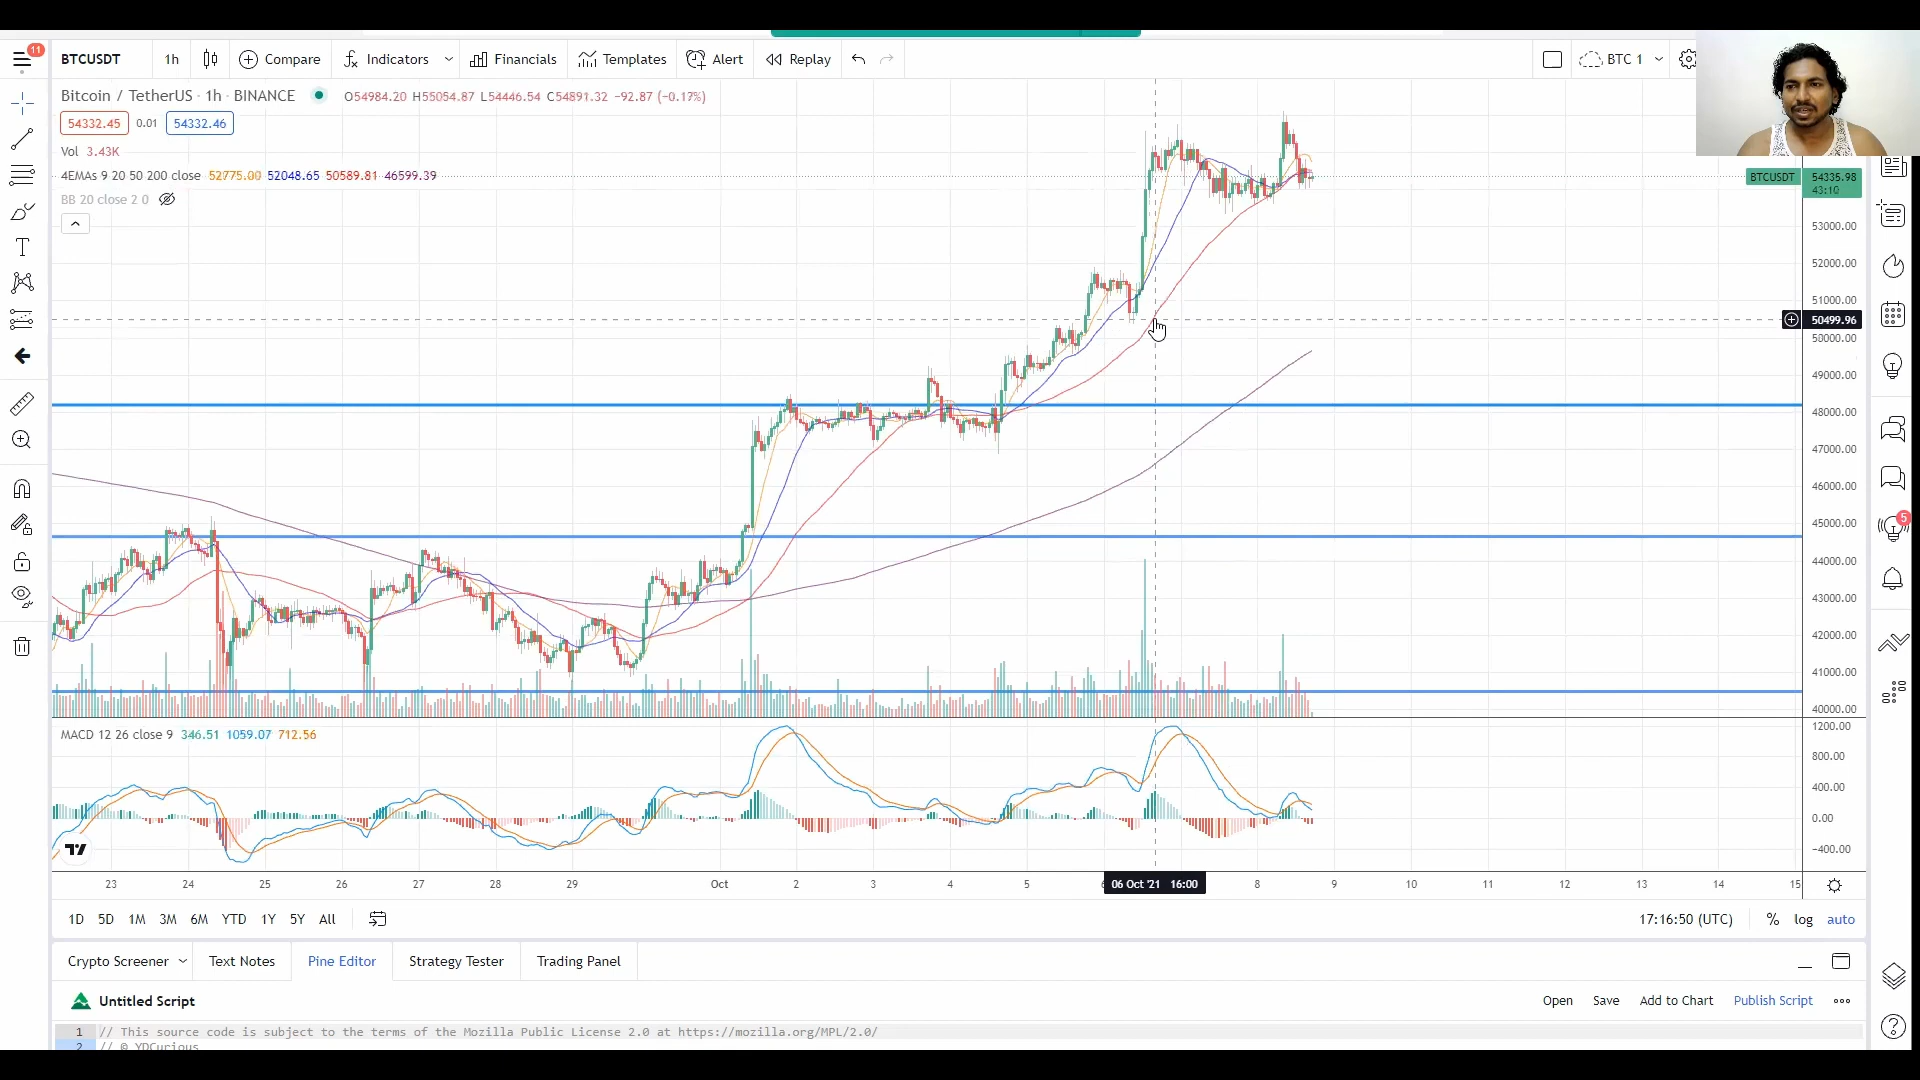 11
BTCUSDT 1h Compare Indicators Financials Templates Alert Replay BTC 1
Bitcoin / TetherUS · 1h · BINANCE O54984.20 H55054.87 L54446.54 C54891.32 −92.87 (−0.17%)
54332.45 0.01 54332.46
Vol 3.43K
4EMAs 9 20 50 200 close 52775.00 52048.65 50589.81 46599.39
BB 20 close 2 0
BTCUSDT 54335.98
43:10
53000.00
52000.00
51000.00
50499.96
50000.00
49000.00
48000.00
47000.00
46000.00
45000.00
5
44000.00
43000.00
42000.00
41000.00
40000.00
MACD 12 26 close 9 346.51 1059.07 712.56
1200.00
800.00
400.00
0.00
−400.00
23 24 25 26 27 28 29 Oct 2 3 4 5 06 Oct '21 16:00 8 9 10 11 12 13 14 15
1D 5D 1M 3M 6M YTD 1Y 5Y All 17:16:50 (UTC) % log auto
Crypto Screener Text Notes Pine Editor Strategy Tester Trading Panel
Untitled Script Open Save Add to Chart Publish Script
1 // This source code is subject to the terms of the Mozilla Public License 2.0 at https://mozilla.org/MPL/2.0/
2 // © YDCurious